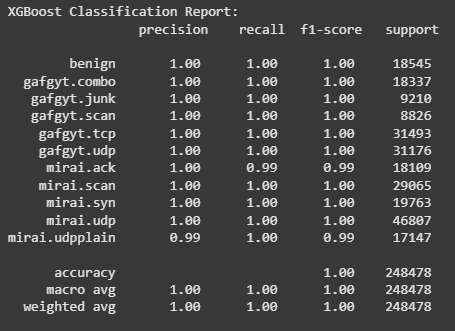 XGBoost Classification Report:
precision recall f1-score support
benign 1.00 1.00 1.00 18545
gafgyt.combo 1.00 1.00 1.00 18337
gafgyt.junk 1.00 1.00 1.00 9210
gafgyt.scan 1.00 1.00 1.00 8826
gafgyt.tcp 1.00 1.00 1.00 31493
gafgyt.udp 1.00 1.00 1.00 31176
mirai.ack 1.00 0.99 0.99 18109
mirai.scan 1.00 1.00 1.00 29065
mirai.syn 1.00 1.00 1.00 19763
mirai.udp 1.00 1.00 1.00 46807
mirai.udpplain 0.99 1.00 0.99 17147
accuracy 1.00 248478
macro avg 1.00 1.00 1.00 248478
weighted avg 1.00 1.00 1.00 248478